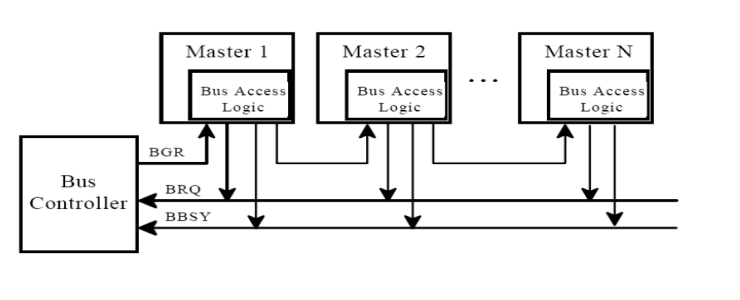 Master 1
Bus Access
Logic
Master 2
Bus Access
Logic
...
Master N
Bus Access
Logic
Bus
Controller
BGR
BRQ
BBSY